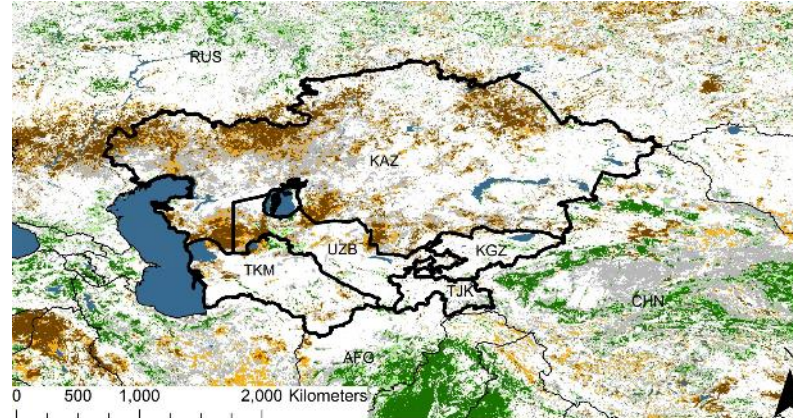 RUS
KAZ
UZB
KGZ
TKM
TJK
CHN
AFG
0 500 1,000 2,000 Kilometers